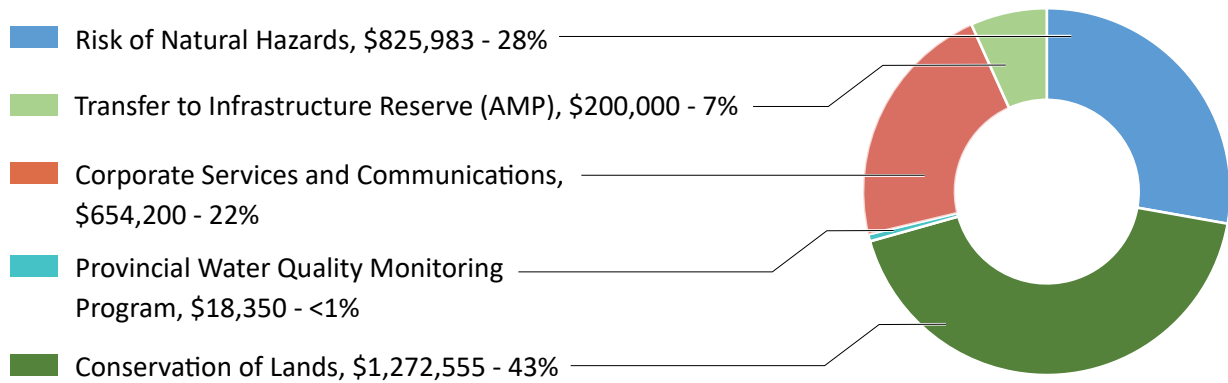 Risk of Natural Hazards, $825,983 - 28%
Transfer to Infrastructure Reserve (AMP), $200,000 - 7%
Corporate Services and Communications,
$654,200 - 22%
Provincial Water Quality Monitoring
Program, $18,350 - <1%
Conservation of Lands, $1,272,555 - 43%